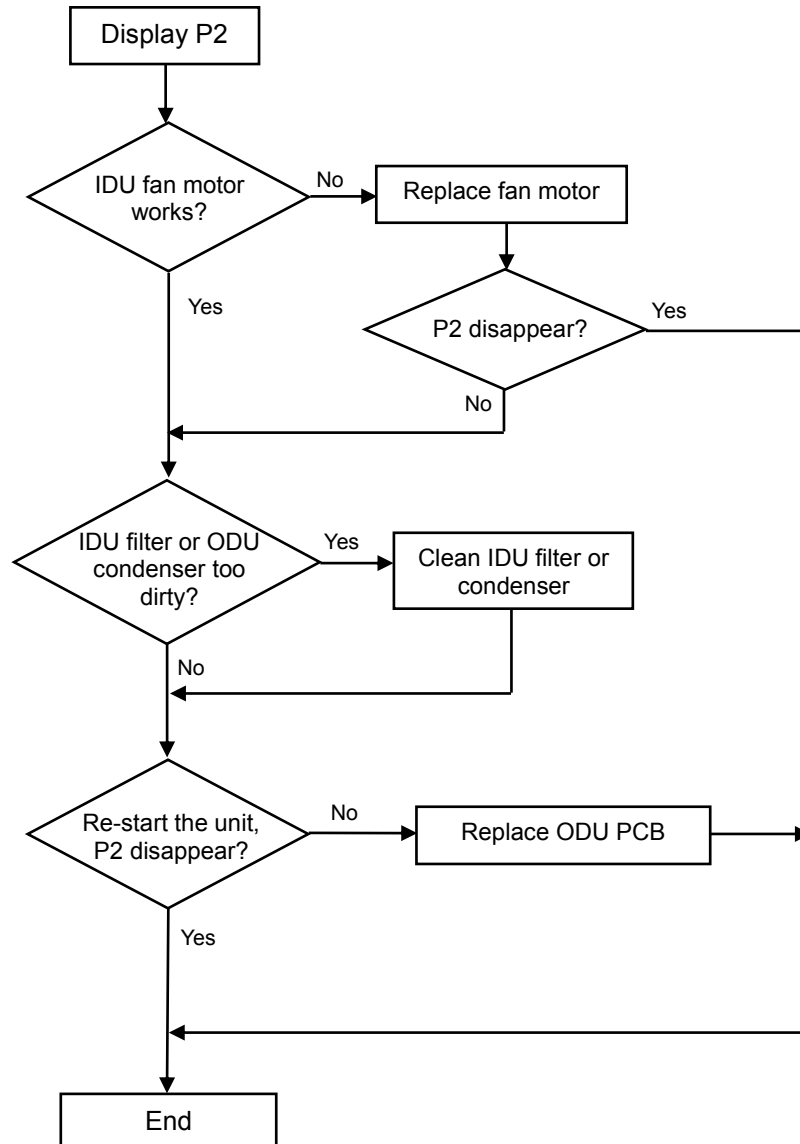 Display P2
IDU fan motor
works?
No
Replace fan motor
Yes
P2 disappear?
Yes
No
IDU filter or ODU
condenser too
dirty?
Yes
Clean IDU filter or
condenser
No
Re-start the unit,
P2 disappear?
No
Replace ODU PCB
Yes
End